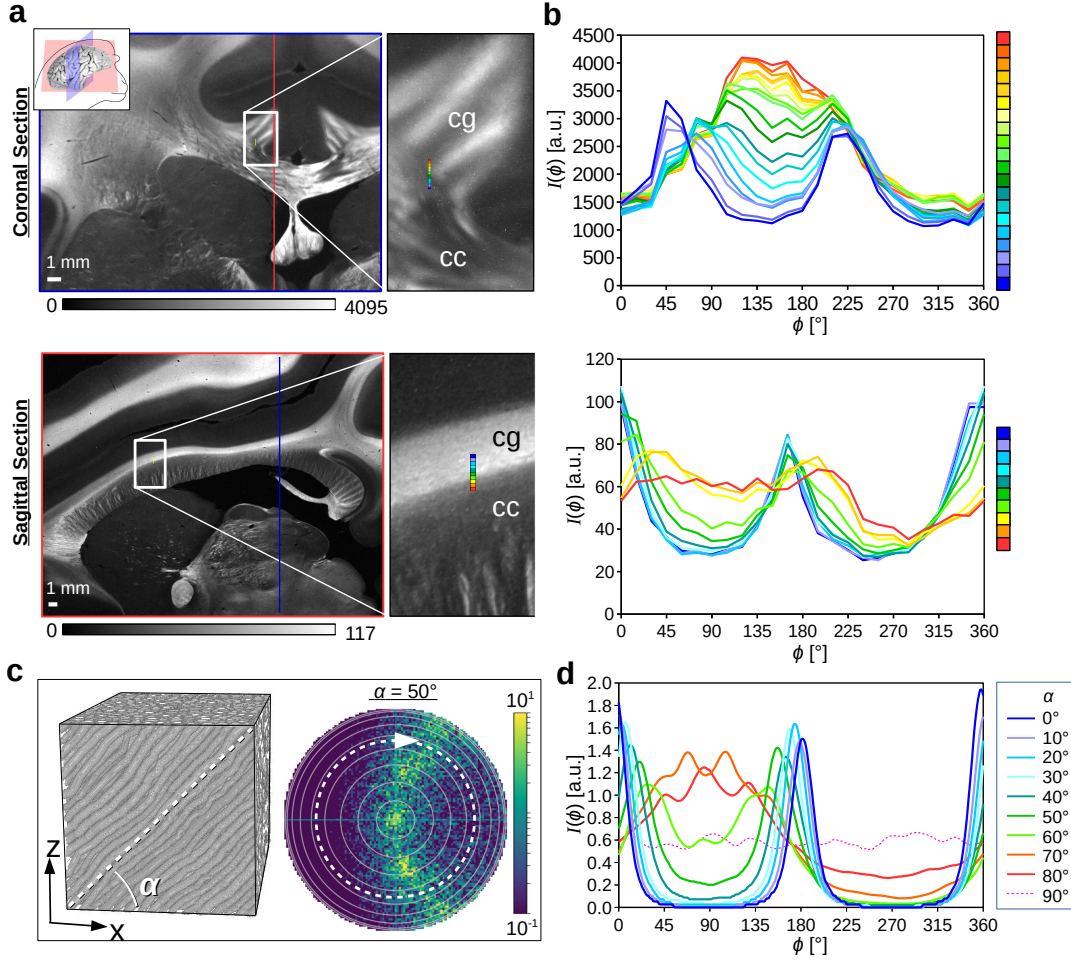 a
Coronal Section
1 mm
cg
cc
0
4095
Sagittal Section
1 mm
cg
cc
0
117
b
4500
4000
3500
3000
2500
2000
1500
1000
500
0
I(ϕ) [a.u.]
0 45 90 135 180 225 270 315 360
ϕ [°]
120
100
80
60
40
20
0
I(ϕ) [a.u.]
0 45 90 135 180 225 270 315 360
ϕ [°]
c
Z
X
α
α = 50°
10¹
10⁻¹
d
2.0
1.8
1.6
1.4
1.2
1.0
0.8
0.6
0.4
0.2
0.0
I(ϕ) [a.u.]
0 45 90 135 180 225 270 315 360
ϕ [°]
α
0°
10°
20°
30°
40°
50°
60°
70°
80°
90°